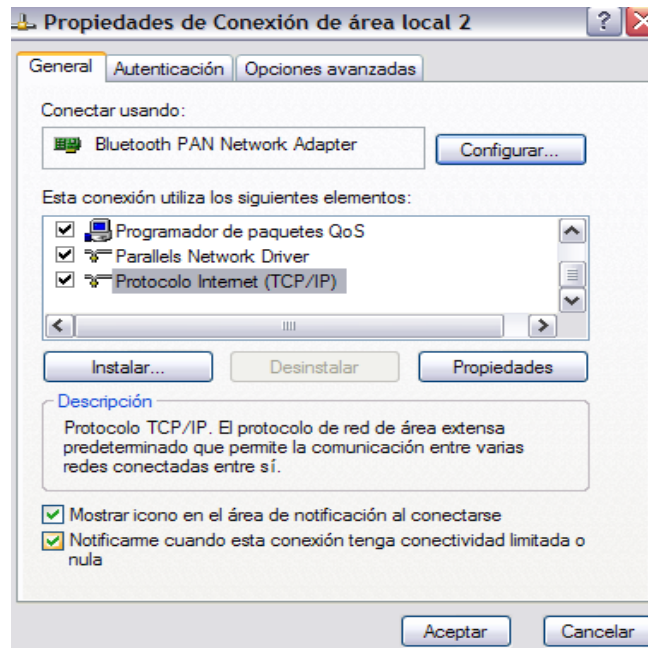 Propiedades de Conexión de área local 2
General
Autenticación
Opciones avanzadas
Conectar usando:
Bluetooth PAN Network Adapter
Configurar...
Esta conexión utiliza los siguientes elementos:
Programador de paquetes QoS
Parallels Network Driver
Protocolo Internet (TCP/IP)
Instalar...
Desinstalar
Propiedades
Descripción
Protocolo TCP/IP. El protocolo de red de área extensa
predeterminado que permite la comunicación entre varias
redes conectadas entre sí.
Mostrar icono en el área de notificación al conectarse
Notificarme cuando esta conexión tenga conectividad limitada o
nula
Aceptar
Cancelar